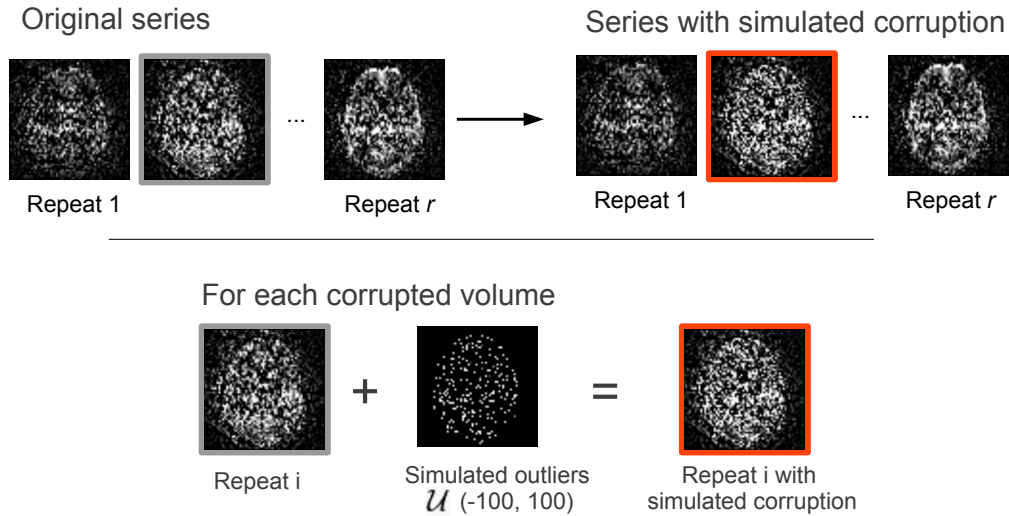 Original series
Series with simulated corruption
...
...
Repeat 1
Repeat r
Repeat 1
Repeat r
For each corrupted volume
+
=
Repeat i
Simulated outliers
𝒰 (-100, 100)
Repeat i with
simulated corruption